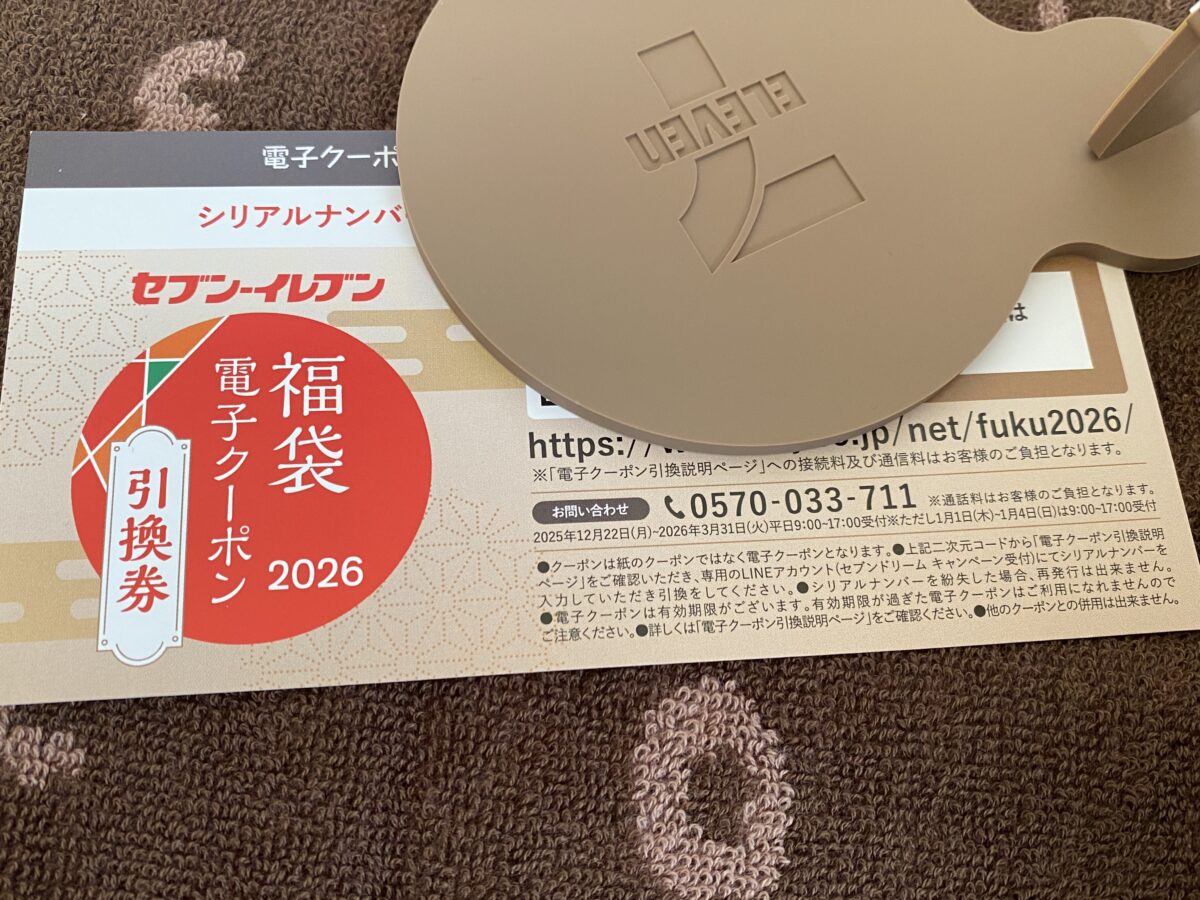 電子クーポ
シリアルナンバー
セブン-イレブン
福袋
電子クーポン
引換券
2026
7
ELEVEN
は
https://w
.jp/net/fuku2026/
※「電子クーポン引換説明ページ」への接続料及び通信料はお客様のご負担となります。
お問い合わせ 0570-033-711 ※通話料はお客様のご負担となります。
2025年12月22日(月)~2026年3月31日(火)平日9:00~17:00受付※ただし1月1日(木)~1月4日(日)は9:00~17:00受付
●クーポンは紙のクーポンではなく電子クーポンとなります。●上記二次元コードから「電子クーポン引換説明
ページ」をご確認いただき、専用のLINEアカウント(セブンドリーム キャンペーン受付)にてシリアルナンバーを
入力していただき引換をしてください。●シリアルナンバーを紛失した場合、再発行は出来ません。
●電子クーポンは有効期限がございます。有効期限が過ぎた電子クーポンはご利用になれませんので
ご注意ください。●詳しくは「電子クーポン引換説明ページ」をご確認ください。●他のクーポンとの併用は出来ません。